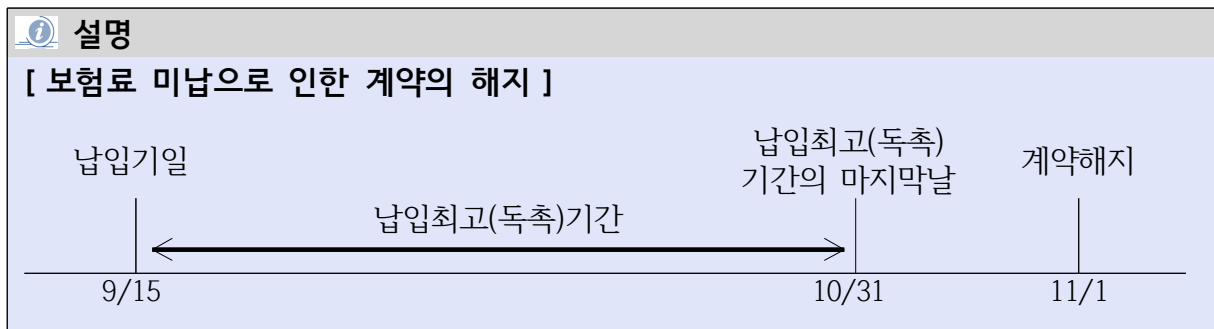 설명
[ 보험료 미납으로 인한 계약의 해지 ]
납입기일
납입최고(독촉)
기간의 마지막날
계약해지
납입최고(독촉)기간
9/15
10/31
11/1